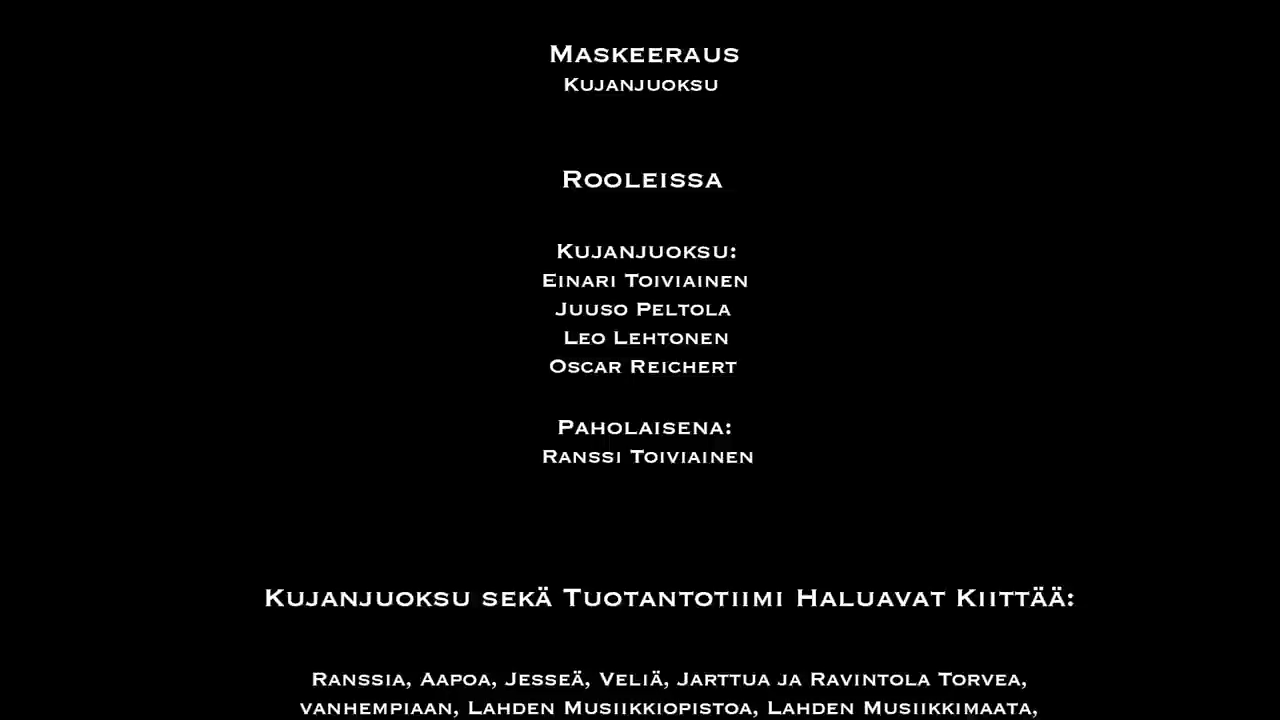 Maskeeraus
Kujanjuoksu
Rooleissa
Kujanjuoksu:
Einari Toiviainen
Juuso Peltola
Leo Lehtonen
Oscar Reichert
Paholaisena:
Ranssi Toiviainen
Kujanjuoksu sekä Tuotantotiimi Haluavat Kiittää:
Ranssia, Aapoa, Jesseä, Veliä, Jarttua ja Ravintola Torvea,
vanhempiaan, Lahden Musiikkiopistoa, Lahden Musiikkimaata,